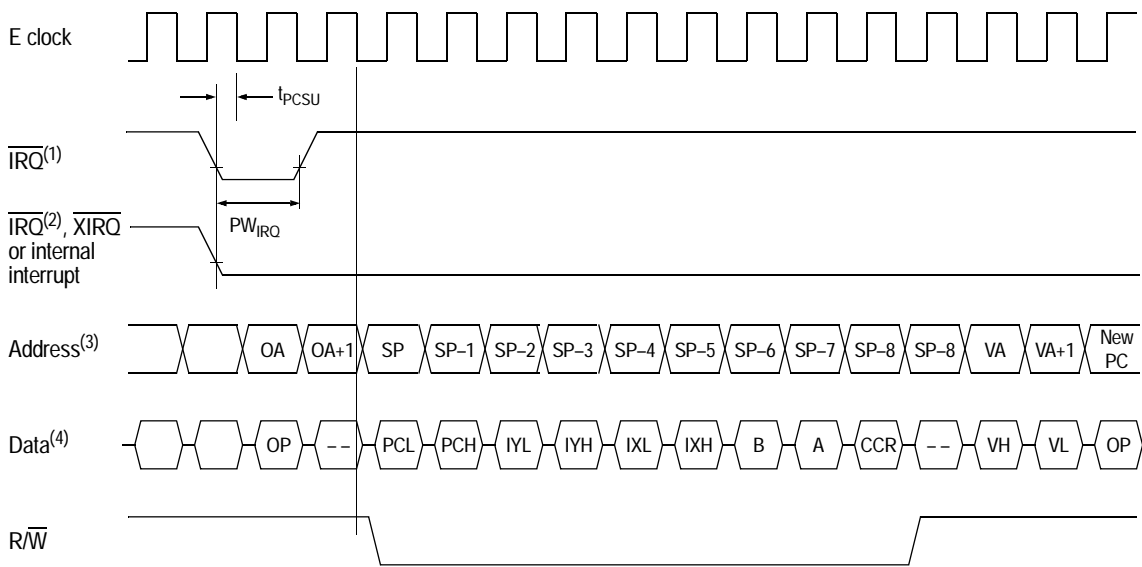 E clock
tPCSU
IRQ(1)
PWIRQ
IRQ(2), XIRQ
or internal
interrupt
Address(3) OA OA+1 SP SP–1 SP–2 SP–3 SP–4 SP–5 SP–6 SP–7 SP–8 SP–8 VA VA+1 New
PC
Data(4) OP – – PCL PCH IYL IYH IXL IXH B A CCR – – VH VL OP
R/W